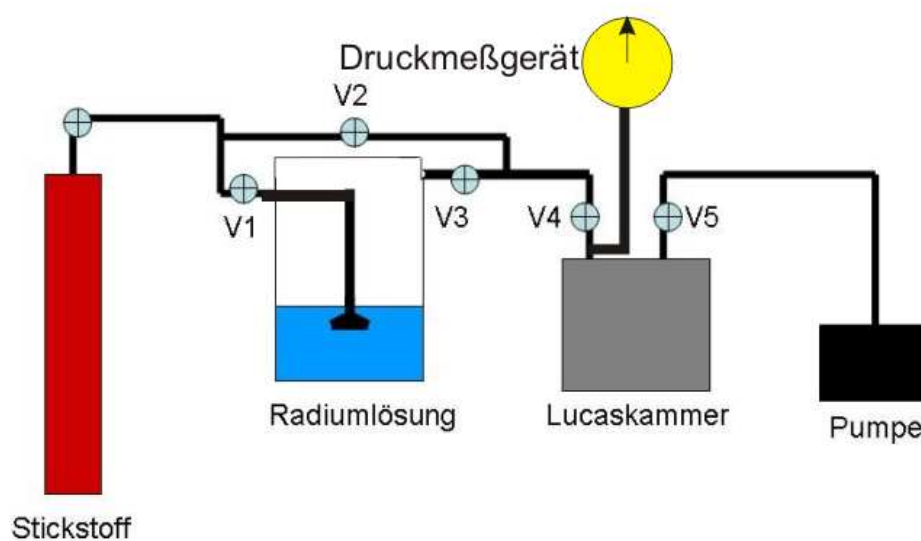 Druckmeßgerät
V2
V1
V3
V4
V5
Radiumlösung
Lucaskammer
Pumpe
Stickstoff